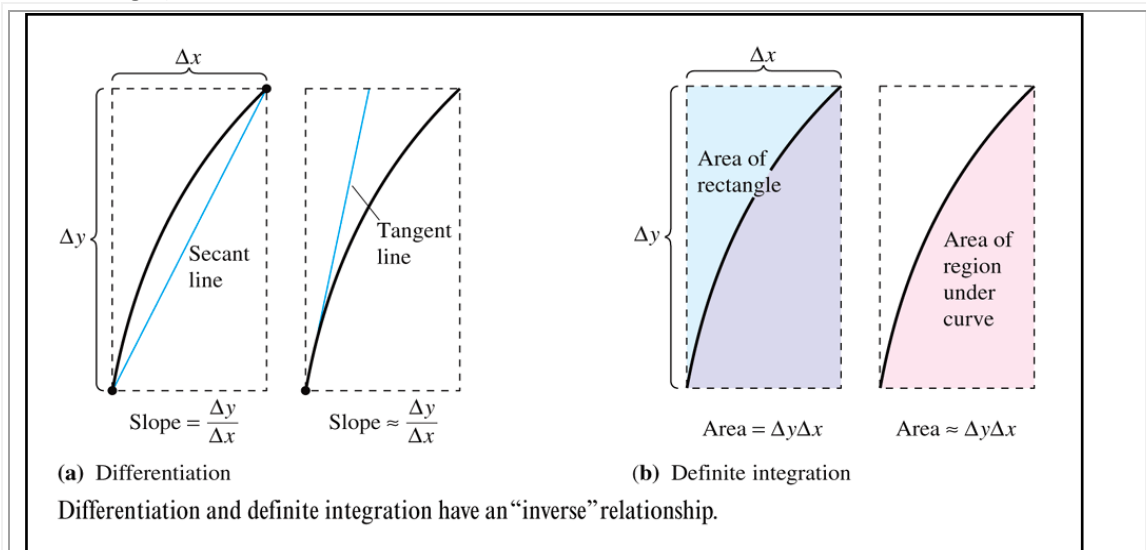 Δx
Δy
Secant
line
Slope = Δy/Δx
Tangent
line
Slope ≈ Δy/Δx
(a) Differentiation
Δx
Δy
Area of
rectangle
Area = ΔyΔx
Area of
region
under
curve
Area ≈ ΔyΔx
(b) Definite integration
Differentiation and definite integration have an “inverse” relationship.